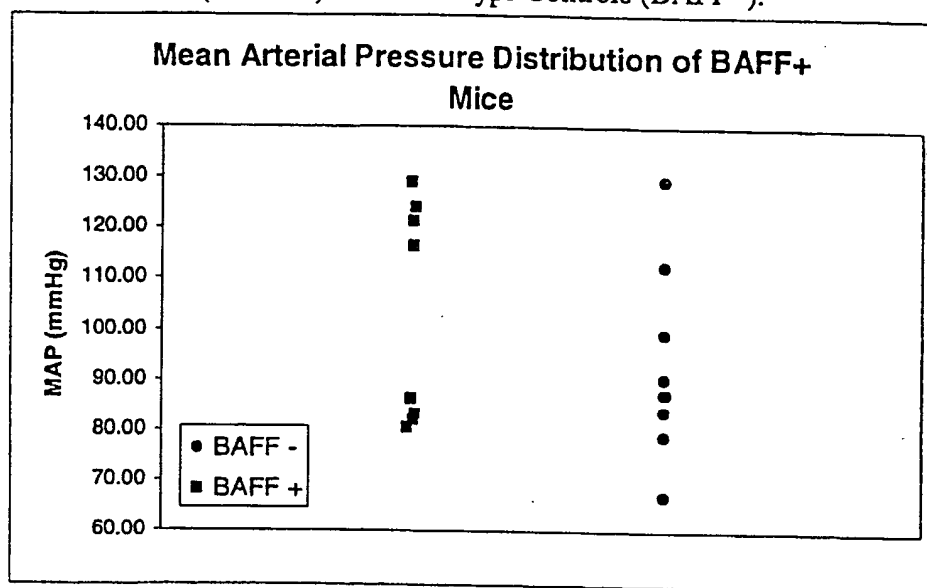 Mean Arterial Pressure Distribution of BAFF+
Mice
140.00
130.00
120.00
110.00
100.00
90.00
80.00
70.00
60.00
MAP (mmHg)
BAFF -
BAFF +